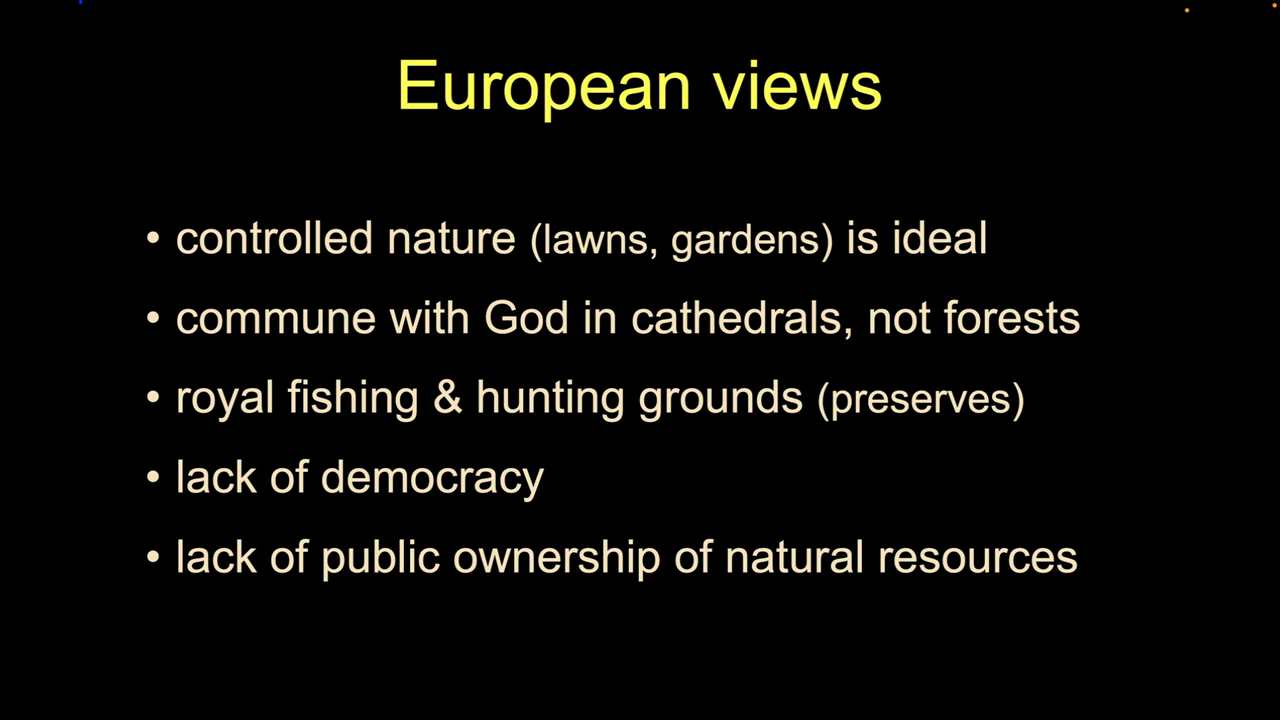 European views
• controlled nature (lawns, gardens) is ideal
• commune with God in cathedrals, not forests
• royal fishing & hunting grounds (preserves)
• lack of democracy
• lack of public ownership of natural resources